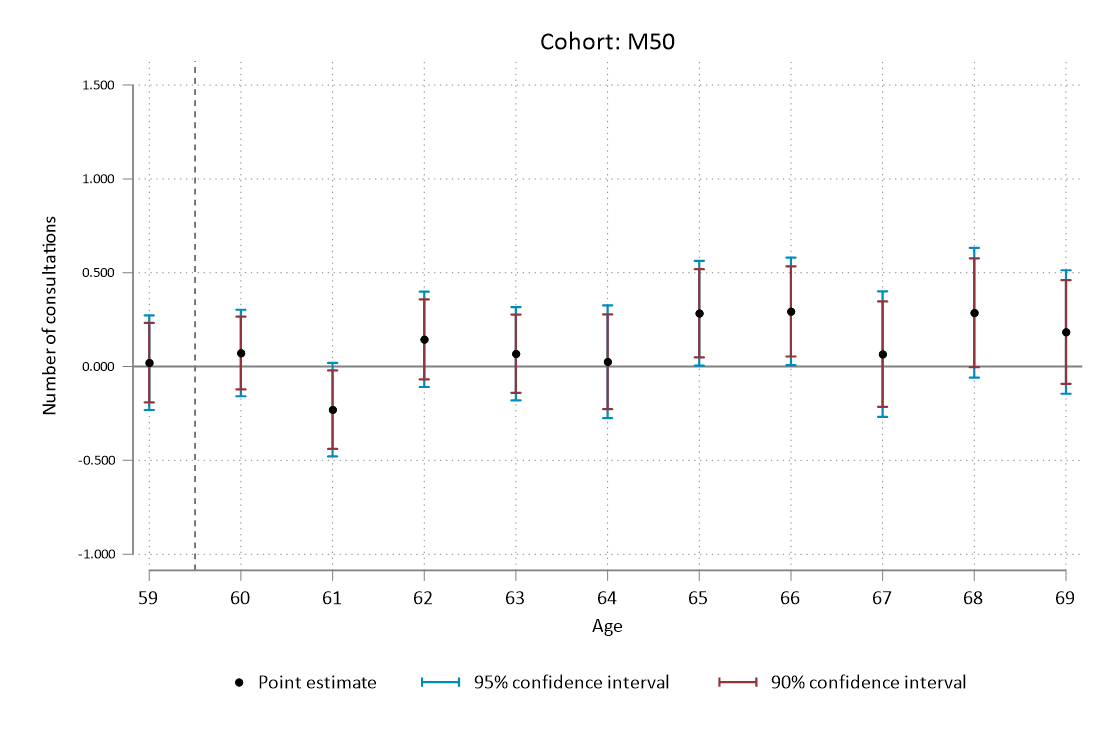 Cohort: M50
Number of consultations
1.500
1.000
0.500
0.000
-0.500
-1.000
59 60 61 62 63 64 65 66 67 68 69
Age
Point estimate 95% confidence interval 90% confidence interval